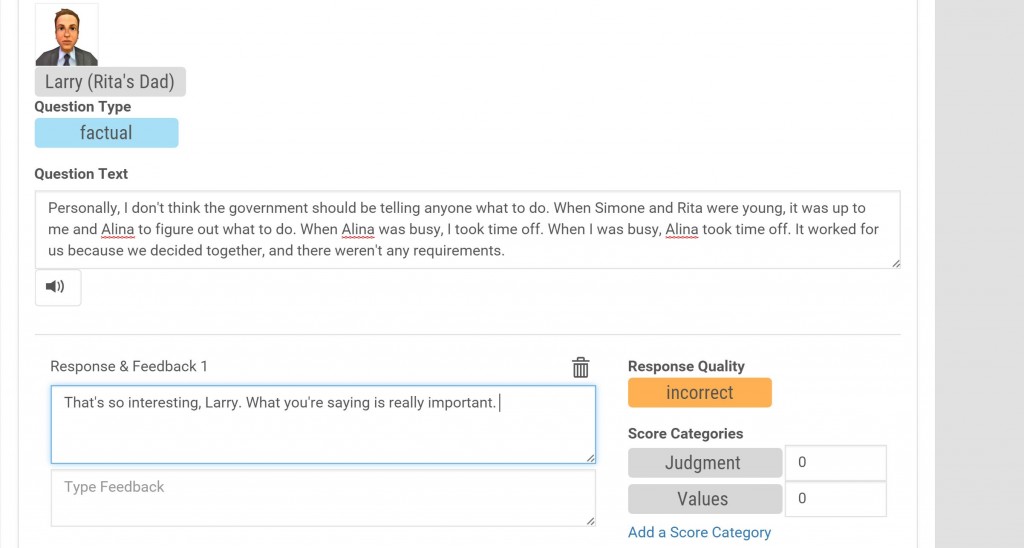 Larry (Rita's Dad)
Question Type
factual
Question Text
Personally, I don't think the government should be telling anyone what to do. When Simone and Rita were young, it was up to
me and Alina to figure out what to do. When Alina was busy, I took time off. When I was busy, Alina took time off. It worked for
us because we decided together, and there weren't any requirements.
Response & Feedback 1
That's so interesting, Larry. What you're saying is really important.
Type Feedback
Response Quality
incorrect
Score Categories
Judgment 0
Values 0
Add a Score Category